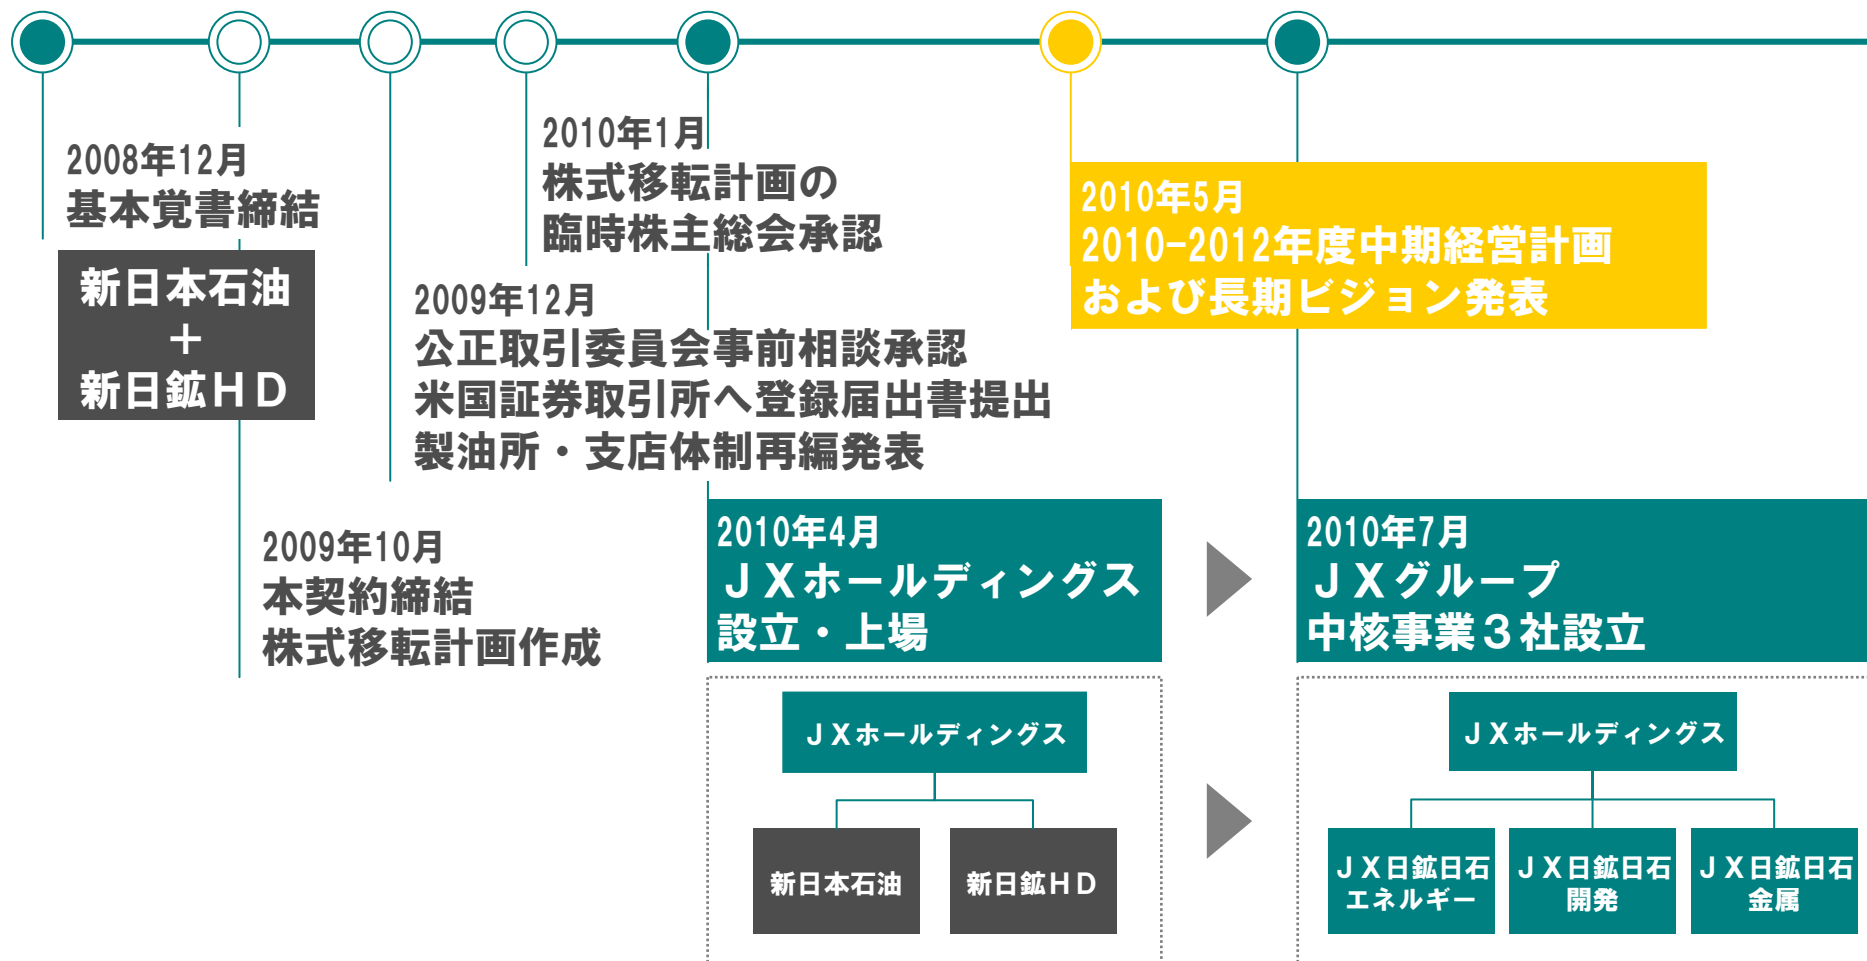 2008年12月
基本覚書締結
新日本石油
＋
新日鉱ＨＤ
2009年10月
本契約締結
株式移転計画作成
2009年12月
公正取引委員会事前相談承認
米国証券取引所へ登録届出書提出
製油所・支店体制再編発表
2010年1月
株式移転計画の
臨時株主総会承認
2010年4月
ＪＸホールディングス
設立・上場
2010年5月
2010-2012年度中期経営計画
および長期ビジョン発表
2010年7月
ＪＸグループ
中核事業３社設立
ＪＸホールディングス
新日本石油
新日鉱ＨＤ
ＪＸホールディングス
ＪＸ日鉱日石
エネルギー
ＪＸ日鉱日石
開発
ＪＸ日鉱日石
金属